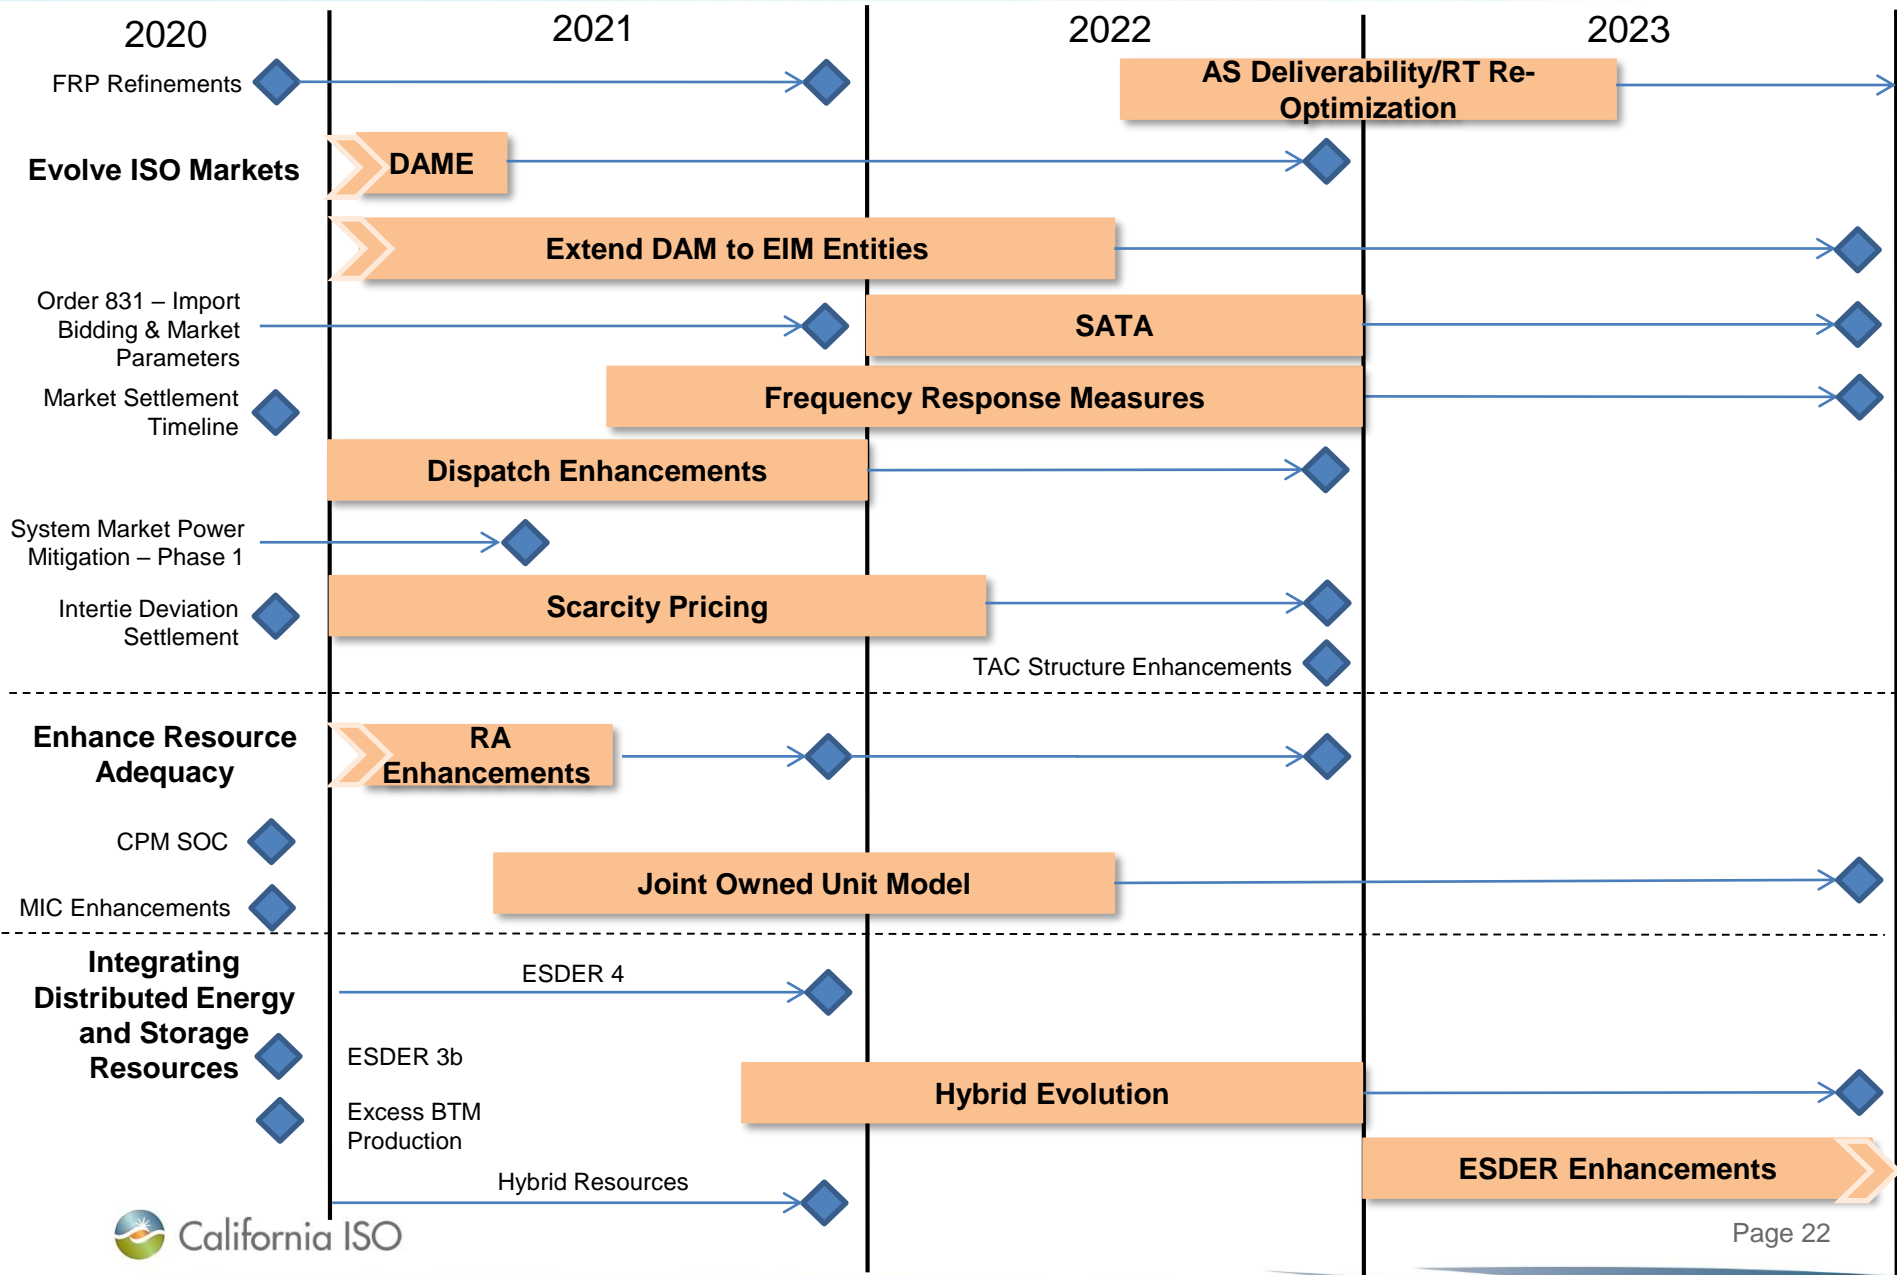 2020
2021
2022
2023
FRP Refinements
AS Deliverability/RT Re-
Optimization
Evolve ISO Markets
DAME
Extend DAM to EIM Entities
Order 831 – Import
Bidding & Market
Parameters
SATA
Market Settlement
Timeline
Frequency Response Measures
Dispatch Enhancements
System Market Power
Mitigation – Phase 1
Intertie Deviation
Settlement
Scarcity Pricing
TAC Structure Enhancements
Enhance Resource
Adequacy
RA
Enhancements
CPM SOC
Joint Owned Unit Model
MIC Enhancements
Integrating
Distributed Energy
and Storage
Resources
ESDER 4
ESDER 3b
Hybrid Evolution
Excess BTM
Production
ESDER Enhancements
Hybrid Resources
California ISO
Page 22